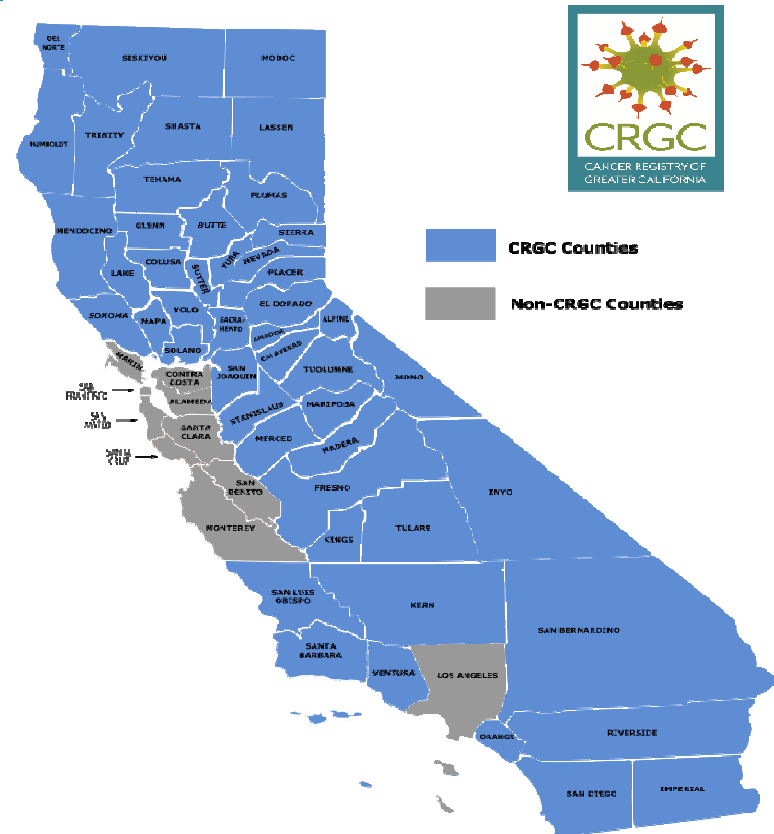 DEL
NORTE
SISKIYOU
MODOC
HUMBOLDT
TRINITY
SHASTA
LASSEN
TEHAMA
PLUMAS
MENDOCINO
GLENN
BUTTE
SIERRA
LAKE
COLUSA
SUTTER
YUBA
NEVADA
PLACER
SONOMA
NAPA
YOLO
SACRA-
MENTO
EL DORADO
ALPINE
SOLANO
AMADOR
CALAVERAS
MARIN
CONTRA
COSTA
SAN
JOAQUIN
TUOLUMNE
MONO
SAN
ALAMEDA
STANISLAUS
MARIPOSA
SAN
MATEO
SANTA
CLARA
MERCED
MADERA
SANTA
CRUZ
SAN
BENITO
FRESNO
INYO
MONTEREY
KINGS
TULARE
SAN LUIS
OBISPO
KERN
SAN BERNARDINO
SANTA
BARBARA
VENTURA
LOS ANGELES
ORANGE
RIVERSIDE
SAN DIEGO
IMPERIAL
CRGC
CANCER REGISTRY OF
GREATER CALIFORNIA
CRGC Counties
Non-CRGC Counties